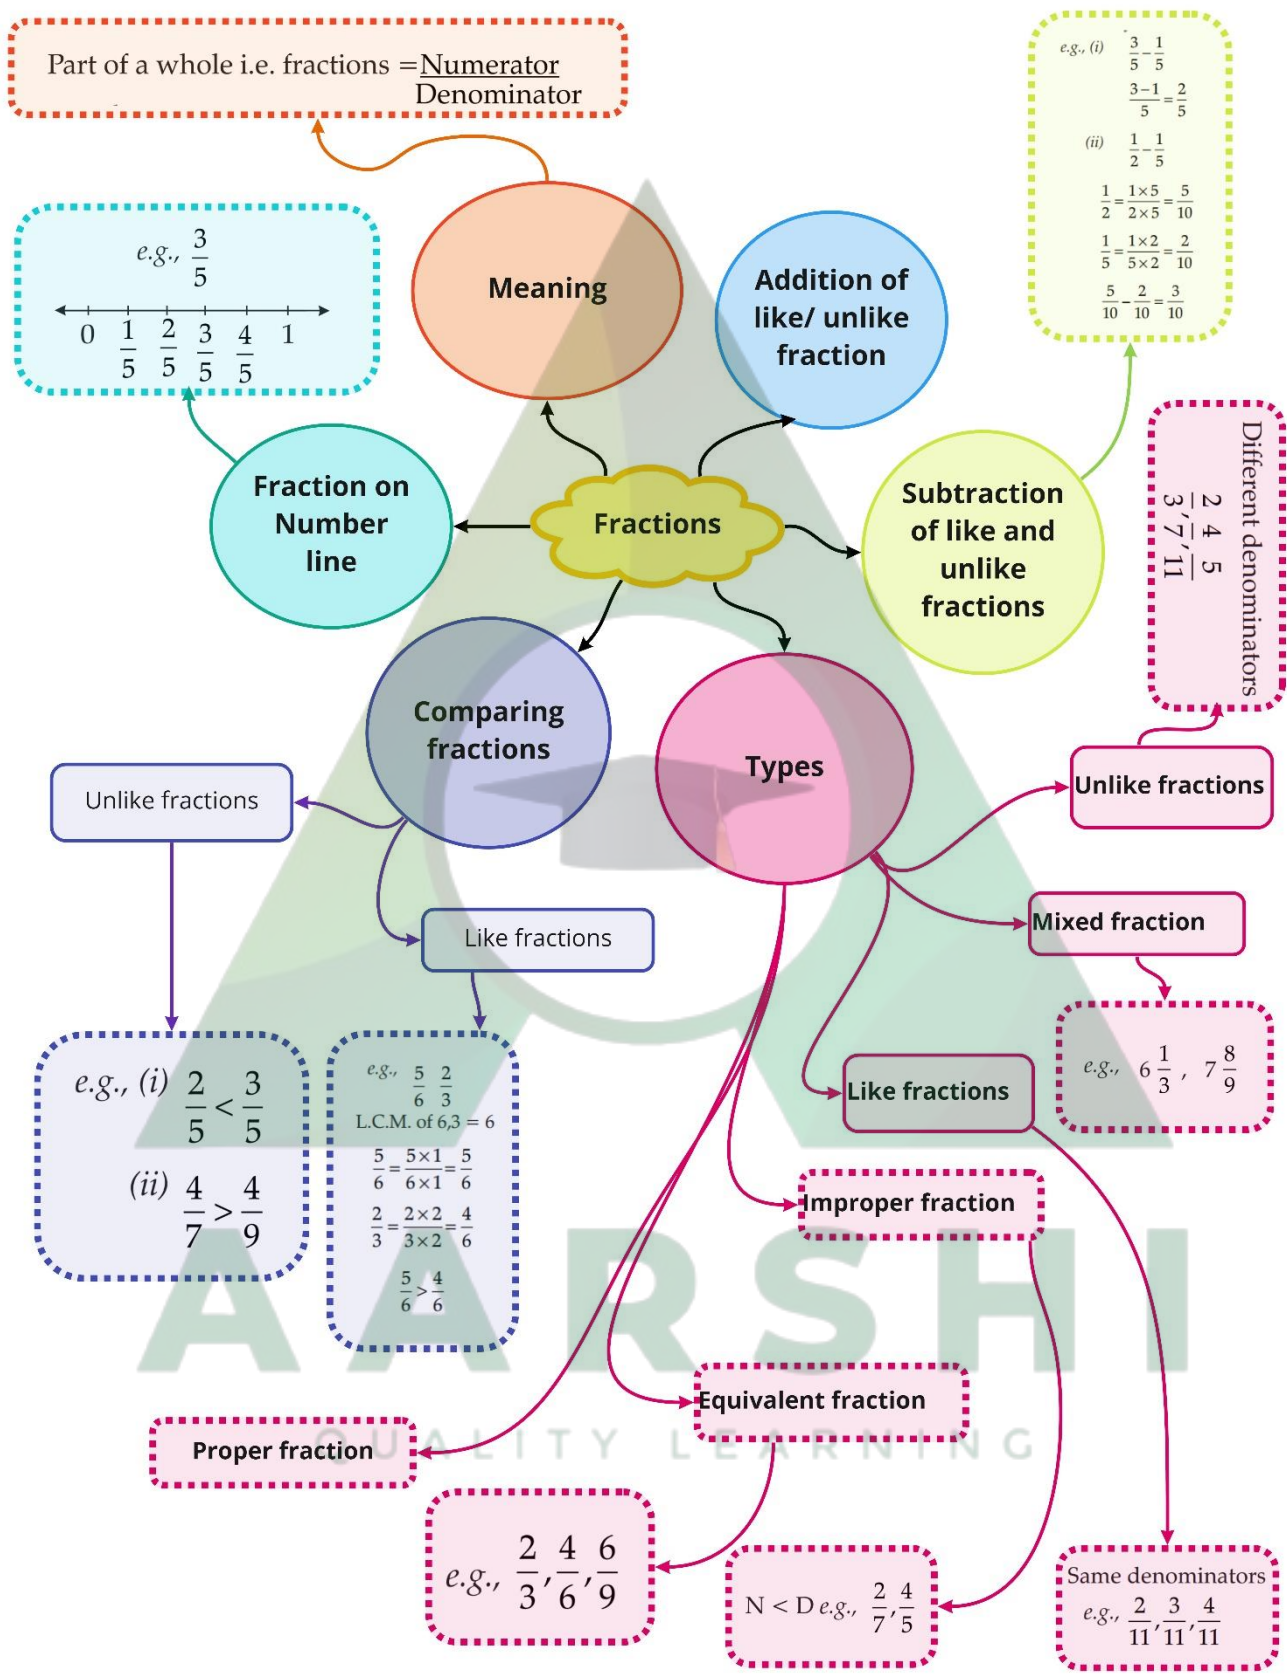 Part of a whole i.e. fractions = Numerator
Denominator
e.g., 3/5
0 1/5 2/5 3/5 4/5 1
Meaning
Addition of
like/ unlike
fraction
e.g., (i) 3/5 − 1/5
3−1/5 = 2/5
(ii) 1/2 − 1/5
1/2 = 1×5/2×5 = 5/10
1/5 = 1×2/5×2 = 2/10
5/10 − 2/10 = 3/10
Fraction on
Number
line
Fractions
Subtraction
of like and
unlike
fractions
Different denominators
2/3, 4/7, 5/11
Comparing
fractions
Types
Unlike fractions
Unlike fractions
Like fractions
Mixed fraction
e.g., 6 1/3 , 7 8/9
e.g., (i) 2/5 < 3/5
(ii) 4/7 > 4/9
e.g., 5/6 2/3
L.C.M. of 6,3 = 6
5/6 = 5×1/6×1 = 5/6
2/3 = 2×2/3×2 = 4/6
5/6 > 4/6
Like fractions
Improper fraction
Equivalent fraction
Proper fraction
e.g., 2/3, 4/6, 6/9
N < D e.g., 2/7, 4/5
Same denominators
e.g., 2/11, 3/11, 4/11
AARSHI
QUALITY LEARNING